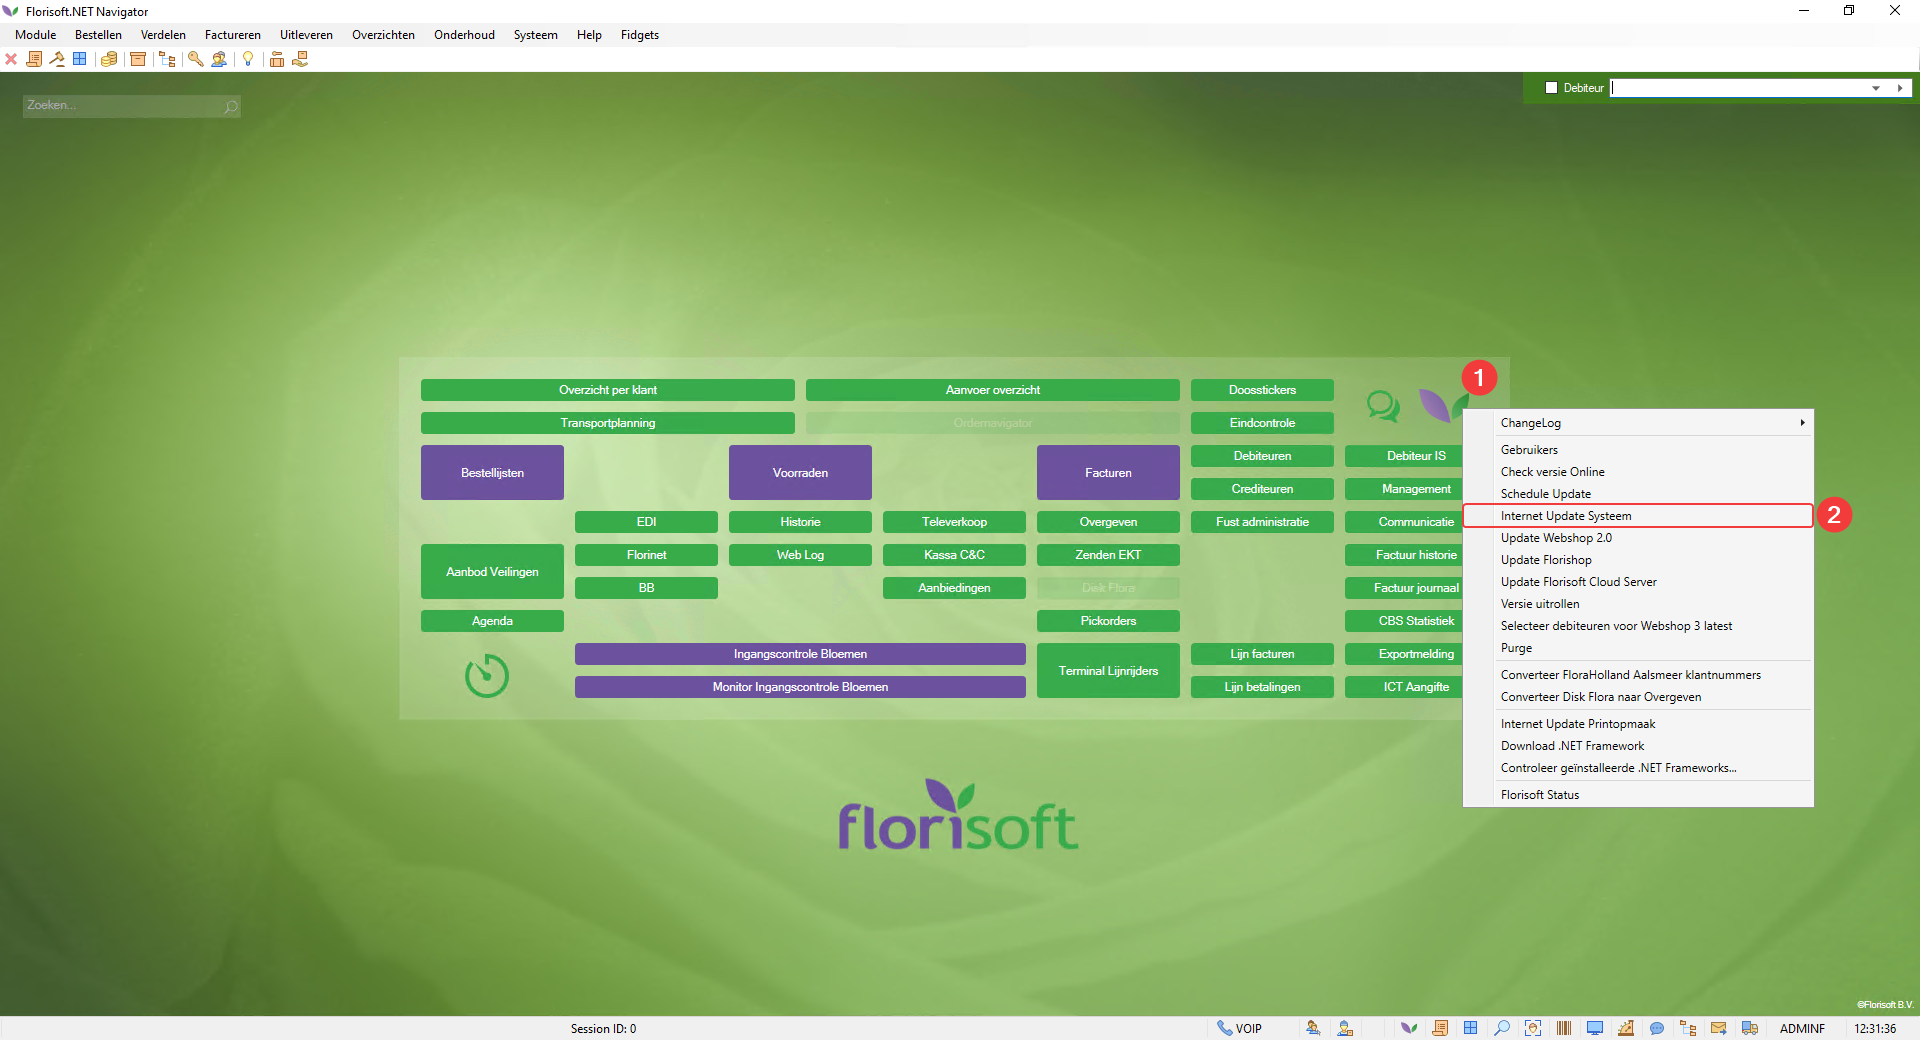 Florisoft.NET Navigator
Module Bestellen Verdelen Factureren Uitleveren Overzichten Onderhoud Systeem Help Fidgets
Zoeken...
Debiteur
Overzicht per klant
Aanvoer overzicht
Doosstickers
1
Transportplanning
Ordernavigator
Eindcontrole
Bestellijsten
Voorraden
Facturen
Debiteuren
Debiteur IS
Crediteuren
Management
EDI
Historie
Televerkoop
Overgeven
Fust administratie
Communicatie
Aanbod Veilingen
Florinet
Web Log
Kassa C&C
Zenden EKT
Factuur historie
BB
Aanbiedingen
Disk Flora
Factuur journaal
Agenda
Pickorders
CBS Statistiek
Ingangscontrole Bloemen
Terminal Lijnrijders
Lijn facturen
Exportmelding
Monitor Ingangscontrole Bloemen
Lijn betalingen
ICT Aangifte
ChangeLog
Gebruikers
Check versie Online
Schedule Update
Internet Update Systeem
2
Update Webshop 2.0
Update Florishop
Update Florisoft Cloud Server
Versie uitrollen
Selecteer debiteuren voor Webshop 3 latest
Purge
Converteer FloraHolland Aalsmeer klantnummers
Converteer Disk Flora naar Overgeven
Internet Update Printopmaak
Download .NET Framework
Controleer geïnstalleerde .NET Frameworks...
Florisoft Status
florisoft
©Florisoft B.V.
Session ID: 0
VOIP
ADMINF
12:31:36